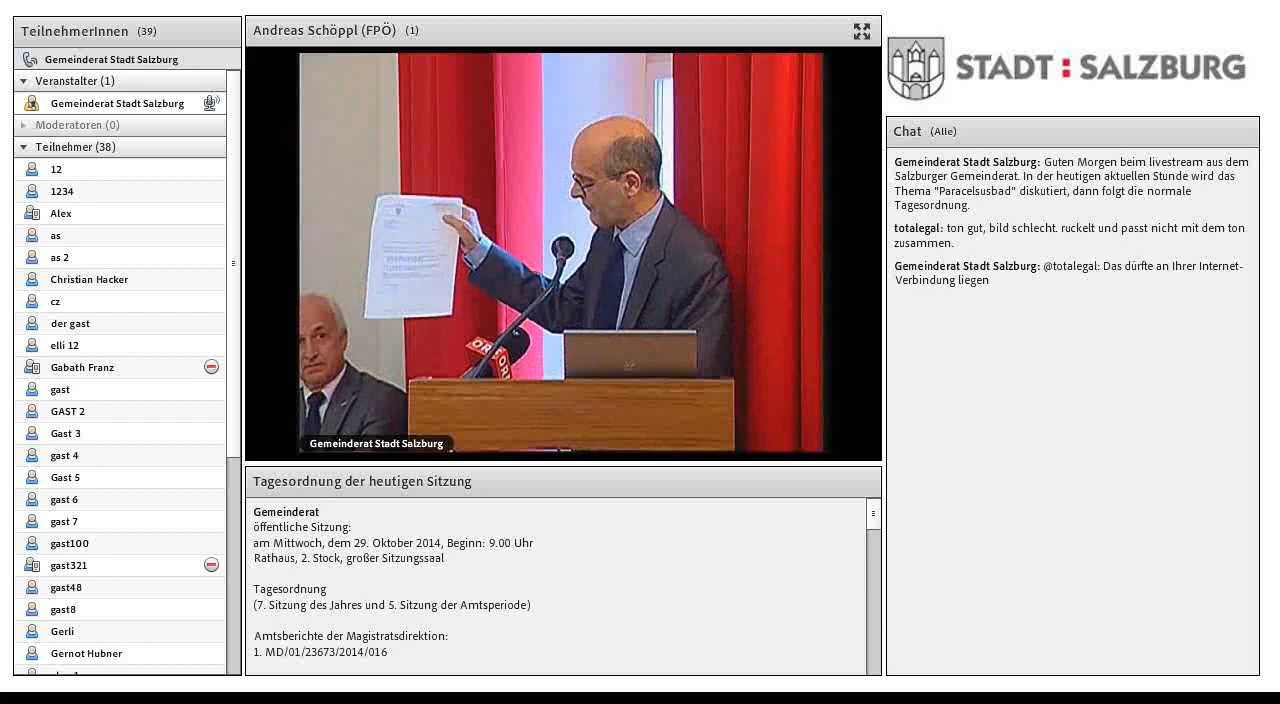 TeilnehmerInnen (39)
Gemeinderat Stadt Salzburg
Veranstalter (1)
Gemeinderat Stadt Salzburg
Moderatoren (0)
Teilnehmer (38)
12
1234
Alex
as
as 2
Christian Hacker
cz
der gast
elli 12
Gabath Franz
gast
GAST 2
Gast 3
gast 4
Gast 5
gast 6
gast 7
gast100
gast321
gast48
gast8
Gerli
Gernot Hubner
Andreas Schöppl (FPÖ) (1)
ORF
ORF
Gemeinderat Stadt Salzburg
Tagesordnung der heutigen Sitzung
Gemeinderat
öffentliche Sitzung:
am Mittwoch, dem 29. Oktober 2014, Beginn: 9.00 Uhr
Rathaus, 2. Stock, großer Sitzungssaal
Tagesordnung
(7. Sitzung des Jahres und 5. Sitzung der Amtsperiode)
Amtsberichte der Magistratsdirektion:
1. MD/01/23673/2014/016
STADT : SALZBURG
Chat (Alle)
Gemeinderat Stadt Salzburg: Guten Morgen beim livestream aus dem
Salzburger Gemeinderat. In der heutigen aktuellen Stunde wird das
Thema "Paracelsusbad" diskutiert, dann folgt die normale
Tagesordnung.
totalegal: ton gut, bild schlecht. ruckelt und passt nicht mit dem ton
zusammen.
Gemeinderat Stadt Salzburg: @totalegal: Das dürfte an Ihrer Internet-
Verbindung liegen